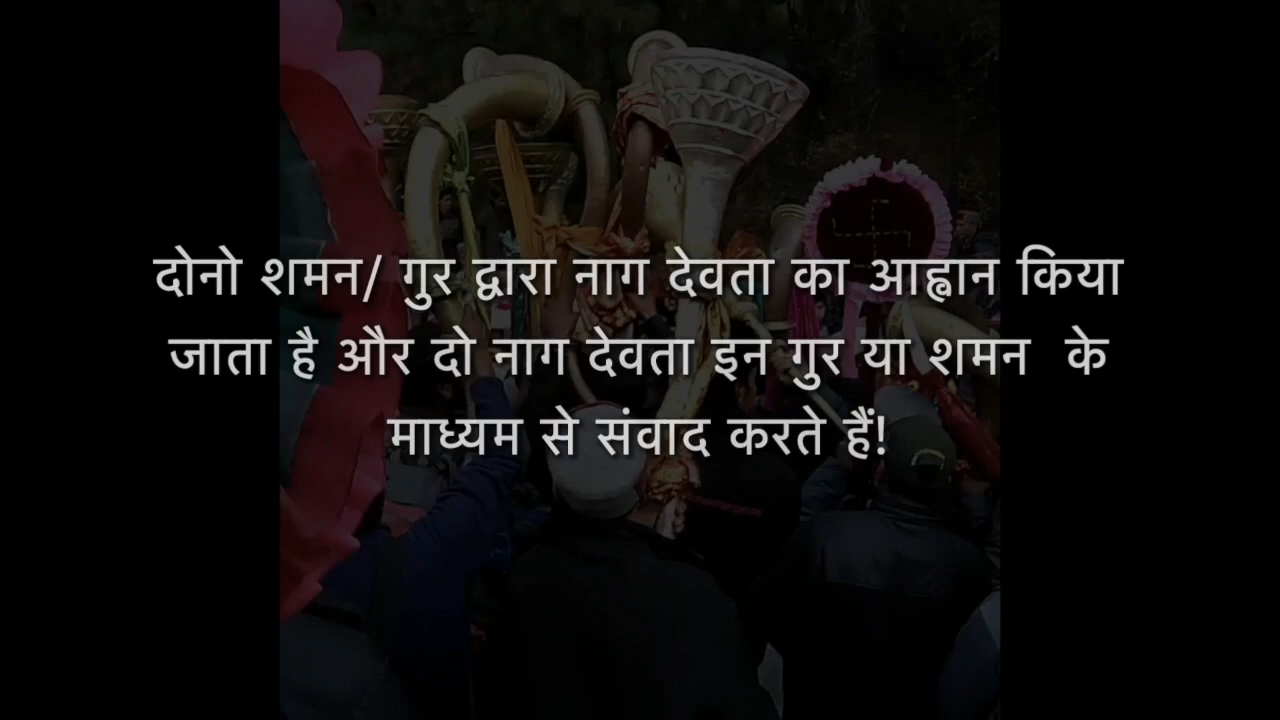 दोनो शमन/ गुर द्वारा नाग देवता का आह्वान किया
जाता है और दो नाग देवता इन गुर या शमन के
माध्यम से संवाद करते हैं!